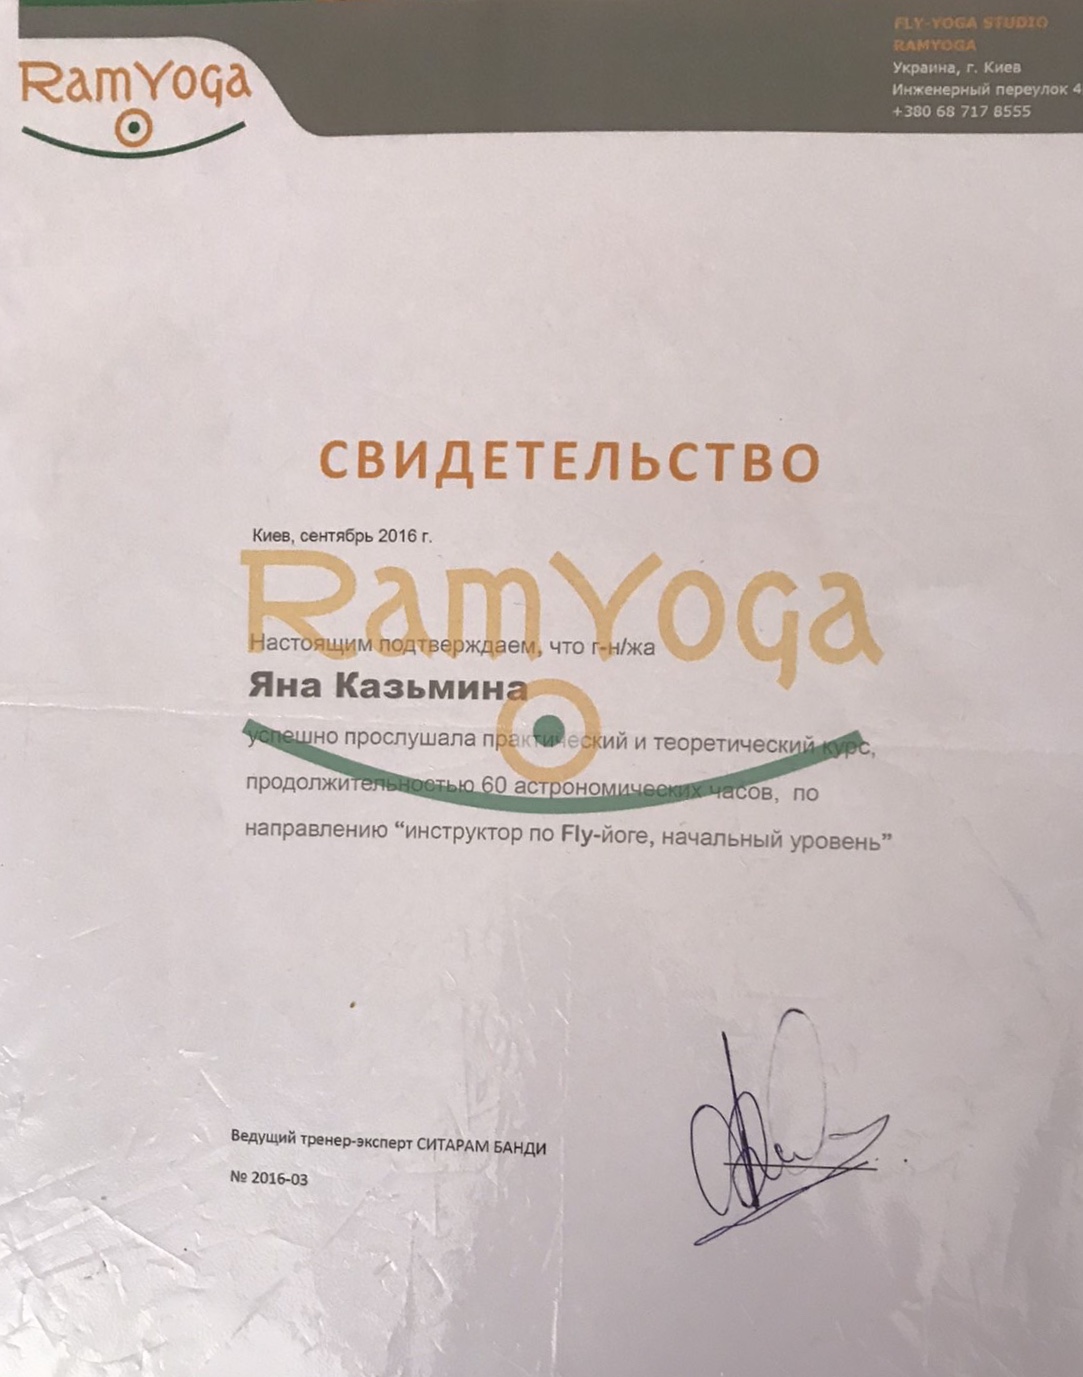 RamYoga
FLY-YOGA STUDIO
RAMYOGA
Украина, г. Киев
Инженерный переулок 4
+380 68 717 8555
СВИДЕТЕЛЬСТВО
Киев, сентябрь 2016 г.
RamYoga
Настоящим подтверждаем, что г-н/жа
Яна Казьмина
успешно прослушала практический и теоретический курс,
продолжительностью 60 астрономических часов, по
направлению “инструктор по Fly-йоге, начальный уровень”
Ведущий тренер-эксперт СИТАРАМ БАНДИ
№ 2016-03